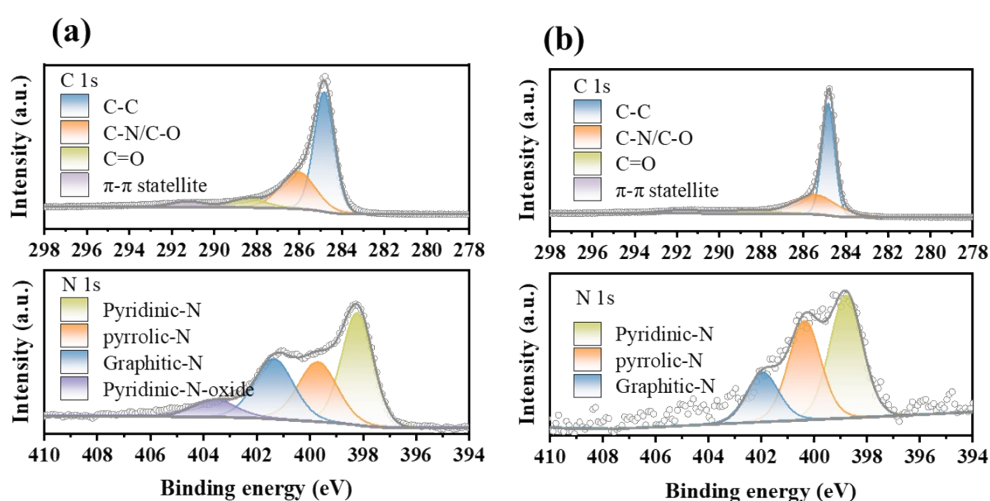 (a)
Intensity (a.u.)
C 1s
C-C
C-N/C-O
C=O
π-π statellite
298 296 294 292 290 288 286 284 282 280 278
Intensity (a.u.)
N 1s
Pyridinic-N
pyrrolic-N
Graphitic-N
Pyridinic-N-oxide
410 408 406 404 402 400 398 396 394
Binding energy (eV)
(b)
Intensity (a.u.)
C 1s
C-C
C-N/C-O
C=O
π-π statellite
298 296 294 292 290 288 286 284 282 280 278
Intensity (a.u.)
N 1s
Pyridinic-N
pyrrolic-N
Graphitic-N
410 408 406 404 402 400 398 396 394
Binding energy (eV)